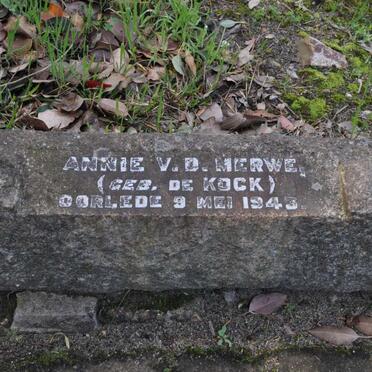 ANNIE V.D. MERWE,
(GEB. DE KOCK)
OORLEDE 9 MEI 1943.